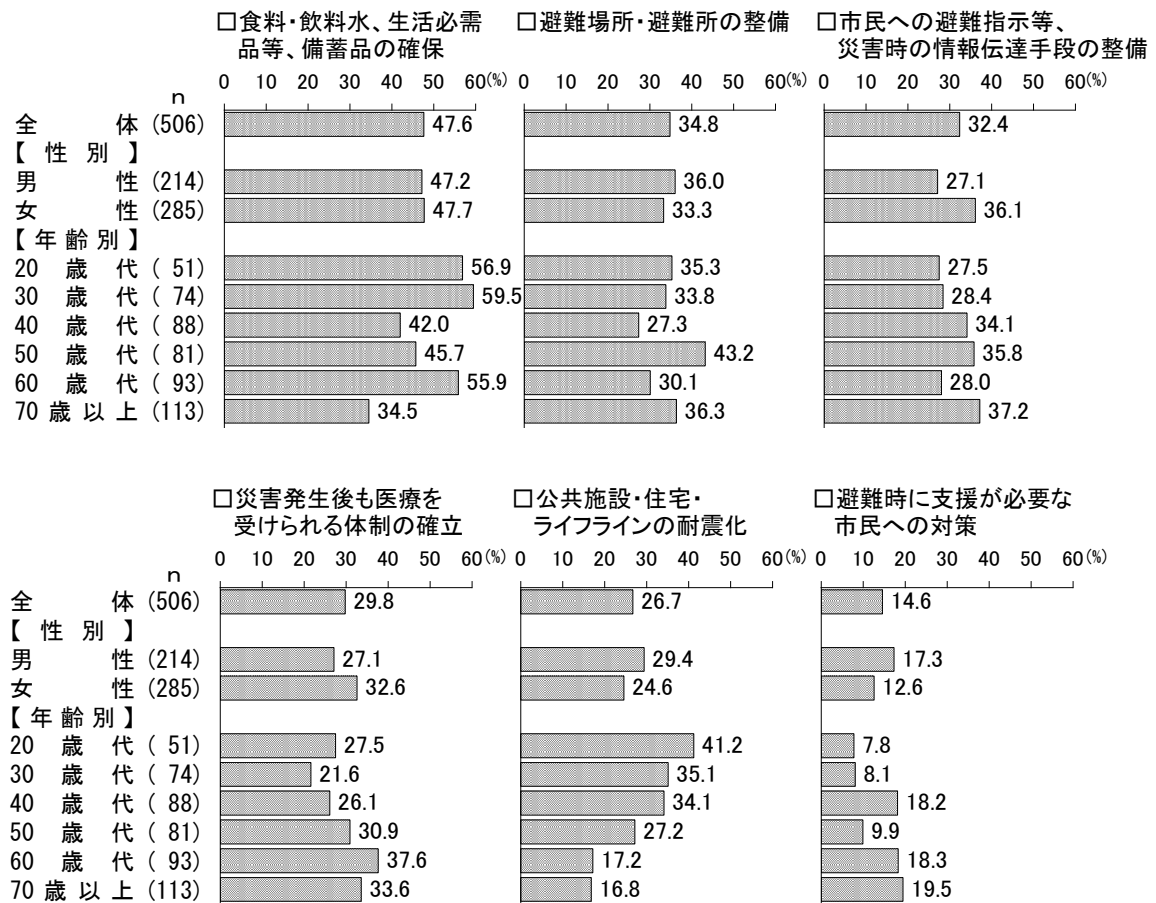 □食料・飲料水、生活必需
品等、備蓄品の確保
□避難場所・避難所の整備
□市民への避難指示等、
災害時の情報伝達手段の整備
0 10 20 30 40 50 60(%) 0 10 20 30 40 50 60(%) 0 10 20 30 40 50 60(%)
n
全体(506) 47.6 34.8 32.4
【性別】
男性(214) 47.2 36.0 27.1
女性(285) 47.7 33.3 36.1
【年齢別】
20歳代( 51) 56.9 35.3 27.5
30歳代( 74) 59.5 33.8 28.4
40歳代( 88) 42.0 27.3 34.1
50歳代( 81) 45.7 43.2 35.8
60歳代( 93) 55.9 30.1 28.0
70歳以上(113) 34.5 36.3 37.2
□災害発生後も医療を
受けられる体制の確立
□公共施設・住宅・
ライフラインの耐震化
□避難時に支援が必要な
市民への対策
0 10 20 30 40 50 60(%) 0 10 20 30 40 50 60(%) 0 10 20 30 40 50 60(%)
n
全体(506) 29.8 26.7 14.6
【性別】
男性(214) 27.1 29.4 17.3
女性(285) 32.6 24.6 12.6
【年齢別】
20歳代( 51) 27.5 41.2 7.8
30歳代( 74) 21.6 35.1 8.1
40歳代( 88) 26.1 34.1 18.2
50歳代( 81) 30.9 27.2 9.9
60歳代( 93) 37.6 17.2 18.3
70歳以上(113) 33.6 16.8 19.5